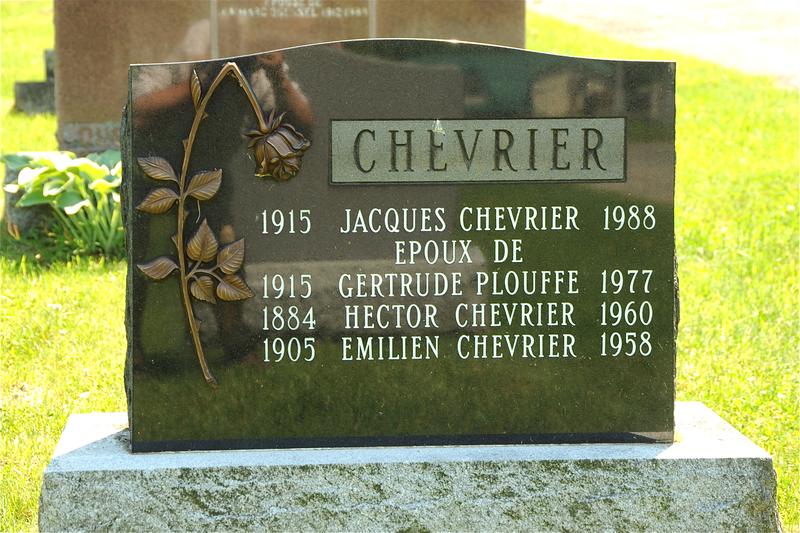 CHEVRIER
1915 JACQUES CHEVRIER 1988
EPOUX DE
1915 GERTRUDE PLOUFFE 1977
1884 HECTOR CHEVRIER 1960
1905 EMILIEN CHEVRIER 1958